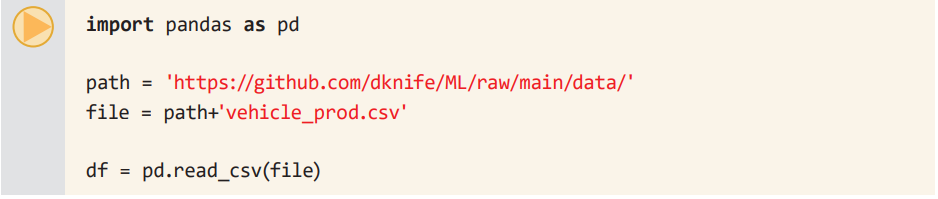 import pandas as pd
path = 'https://github.com/dknife/ML/raw/main/data/'
file = path+'vehicle_prod.csv'
df = pd.read_csv(file)